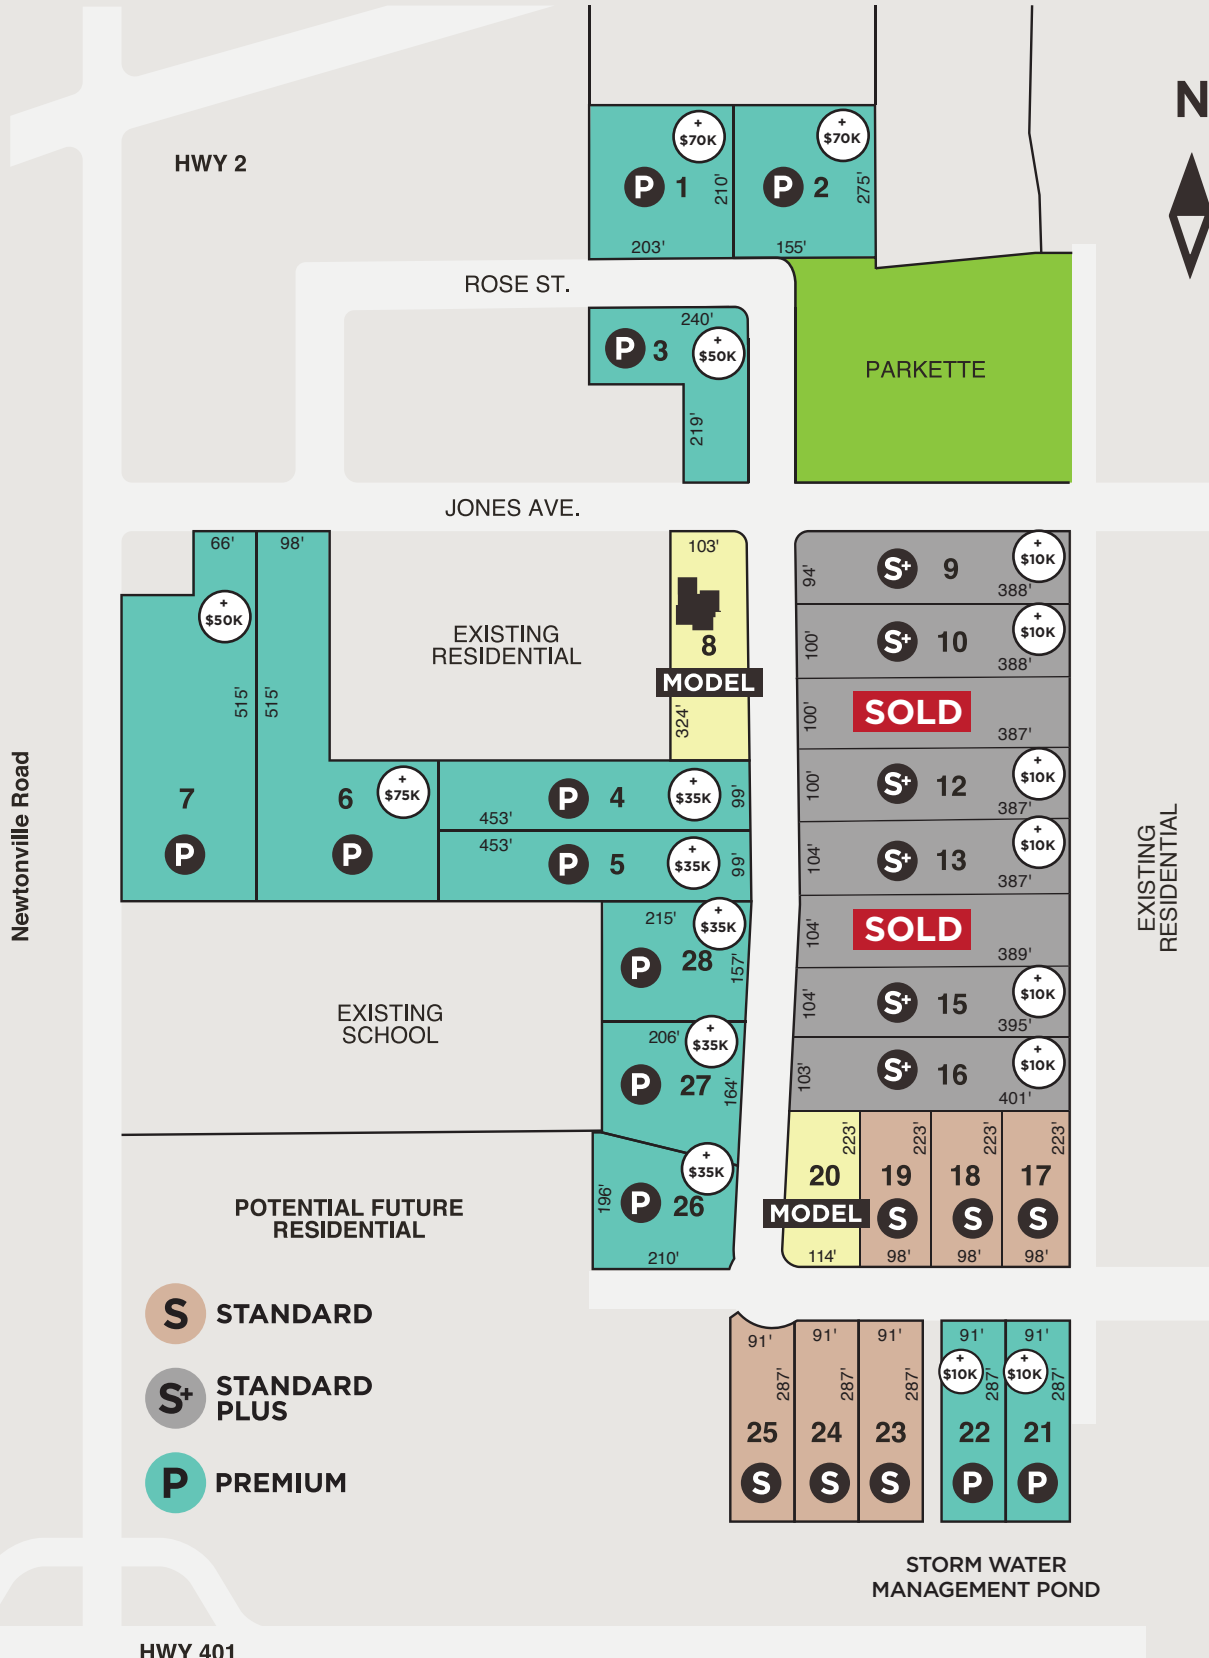 N
HWY 2
+
$70K
P 1
210'
203'
+
$70K
P 2
275'
155'
ROSE ST.
240'
P 3
+
$50K
219'
PARKETTE
JONES AVE.
66'
98'
+
$50K
515'
515'
7
P
6
+
$75K
P
EXISTING
RESIDENTIAL
103'
8
MODEL
324'
P 4
+
$35K
453'
99'
453'
P 5
+
$35K
99'
94'
S+ 9
+
$10K
388'
100'
S+ 10
+
$10K
388'
100'
SOLD
387'
100'
S+ 12
+
$10K
387'
104'
S+ 13
+
$10K
387'
104'
SOLD
389'
104'
S+ 15
+
$10K
395'
103'
S+ 16
+
$10K
401'
Newtonville Road
EXISTING
RESIDENTIAL
215'
+
$35K
P 28
157'
EXISTING
SCHOOL
206'
+
$35K
P 27
164'
+
$35K
196'
P 26
210'
223'
20
MODEL
114'
223'
19
S
98'
223'
18
S
98'
223'
17
S
98'
POTENTIAL FUTURE
RESIDENTIAL
S STANDARD
S+ STANDARD
PLUS
P PREMIUM
91'
287'
25
S
91'
287'
24
S
91'
287'
23
S
91'
+
$10K
287'
22
P
91'
+
$10K
287'
21
P
STORM WATER
MANAGEMENT POND
HWY 401